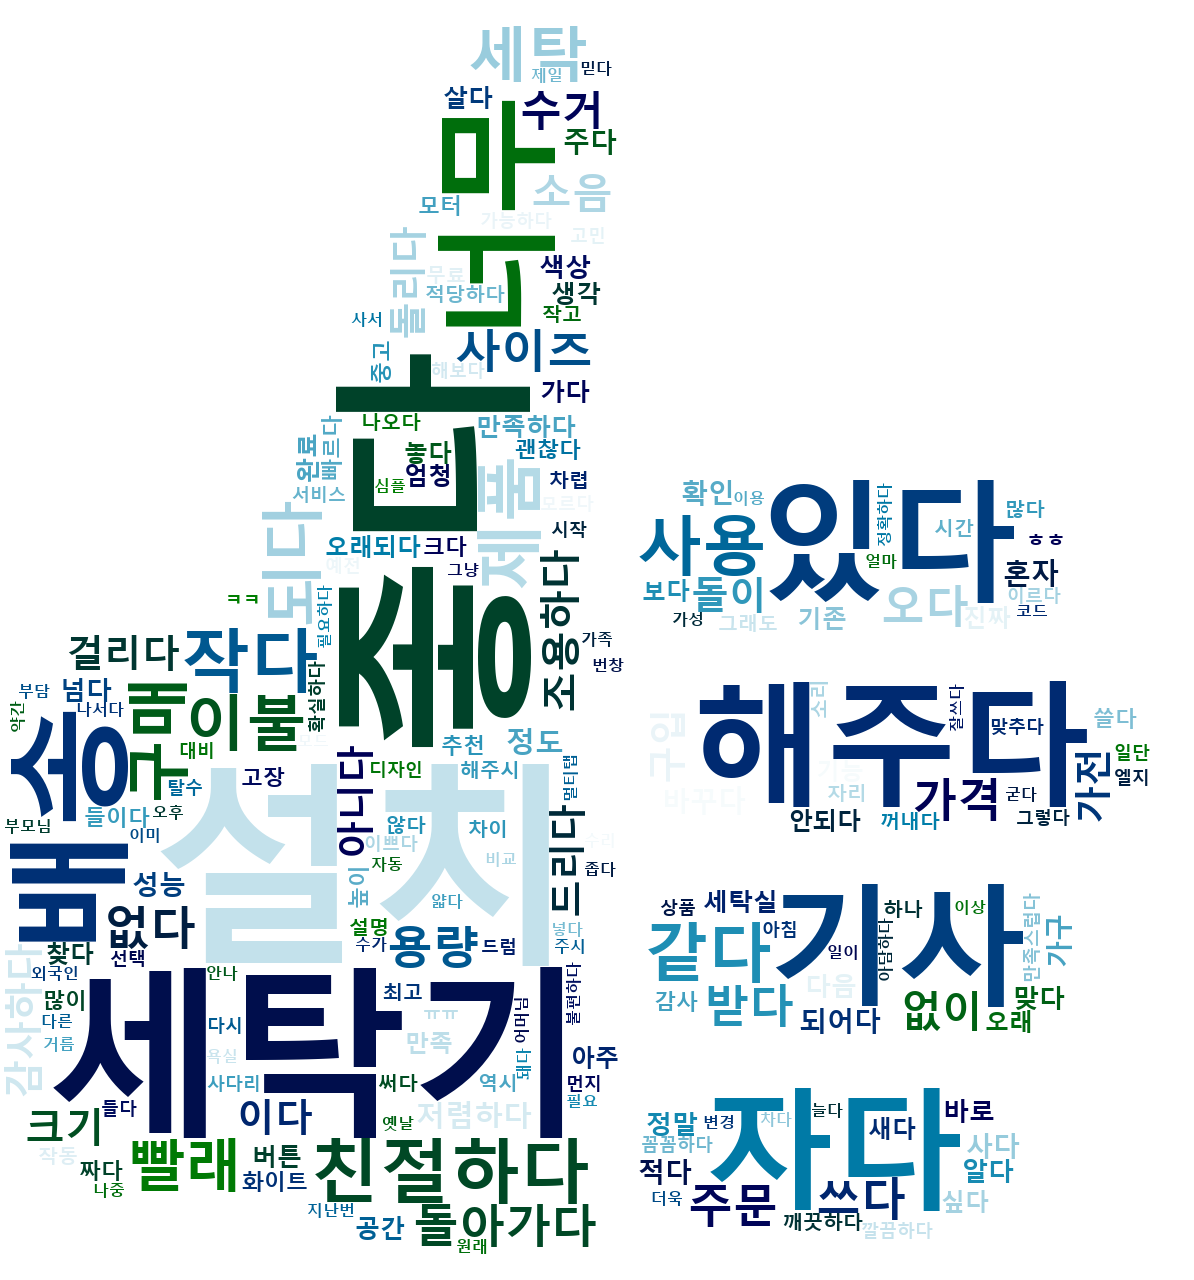 세탁
제일
믿다
살다
수거
주다
너마
소음
모터
가능하다
고민
돌리다
무료
색상
적당하다
생각
작고
사서
사이즈
중고
해보다
가다
좋다
나오다
만족하다
빠르다
완료
놓다
괜찮다
엄청
제품
심플
차렵
서비스
모르다
되다
시작
오래되다
크다
예전
그냥
조용하다
ㅋㅋ
필요하다
걸리다
작다
가족
번창
확실하다
부담
넘다
구매
이불
약간
나서다
배송
대비
추천
정도
아니다
디자인
해주시
멀티탭
고장
탈수
설치
들이다
오후
부모님
이미
않다
차이
드리다
이쁘다
수리
비교
자동
좁다
높이
성능
얇다
없다
설명
용량
넣다
수가
드럼
주시
찾다
선택
감사하다
외국인
안나
불편하다
세탁기
많이
최고
다른
다시
ㅠㅠ
어머님
거름
욕실
만족
아주
돼다
사다리
써다
역시
먼지
필요
들다
크기
이다
옛날
저렴하다
작동
빨래
버튼
친절하다
짜다
나중
화이트
지난번
공간
돌아가다
원래
확인
이용
있다
정확하다
많다
사용
시간
ㅎㅎ
얼마
혼자
보다
돌이
오다
이르다
가성
그래도
기존
진짜
코드
해주다
소리
잘쓰다
맞추다
쓸다
구입
일단
가전
기능
엘지
바꾸다
자리
가격
굳다
안되다
꺼내다
그렇다
기사
상품
세탁실
하나
이상
만족스럽다
같다
아침
가구
일이
아담하다
감사
받다
다음
되어다
없이
맞다
오래
자다
정말
변경
차다
늘다
새다
바로
꼼꼼하다
사다
적다
알다
더욱
주문
쓰다
싶다
깨끗하다
깔끔하다